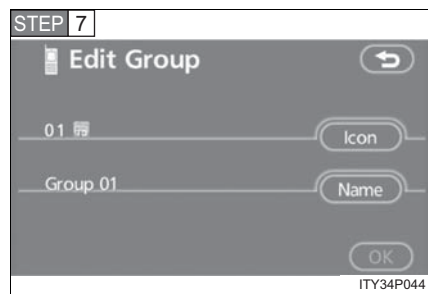 STEP 7
Edit Group
01
Icon
Group 01
Name
OK
ITY34P044